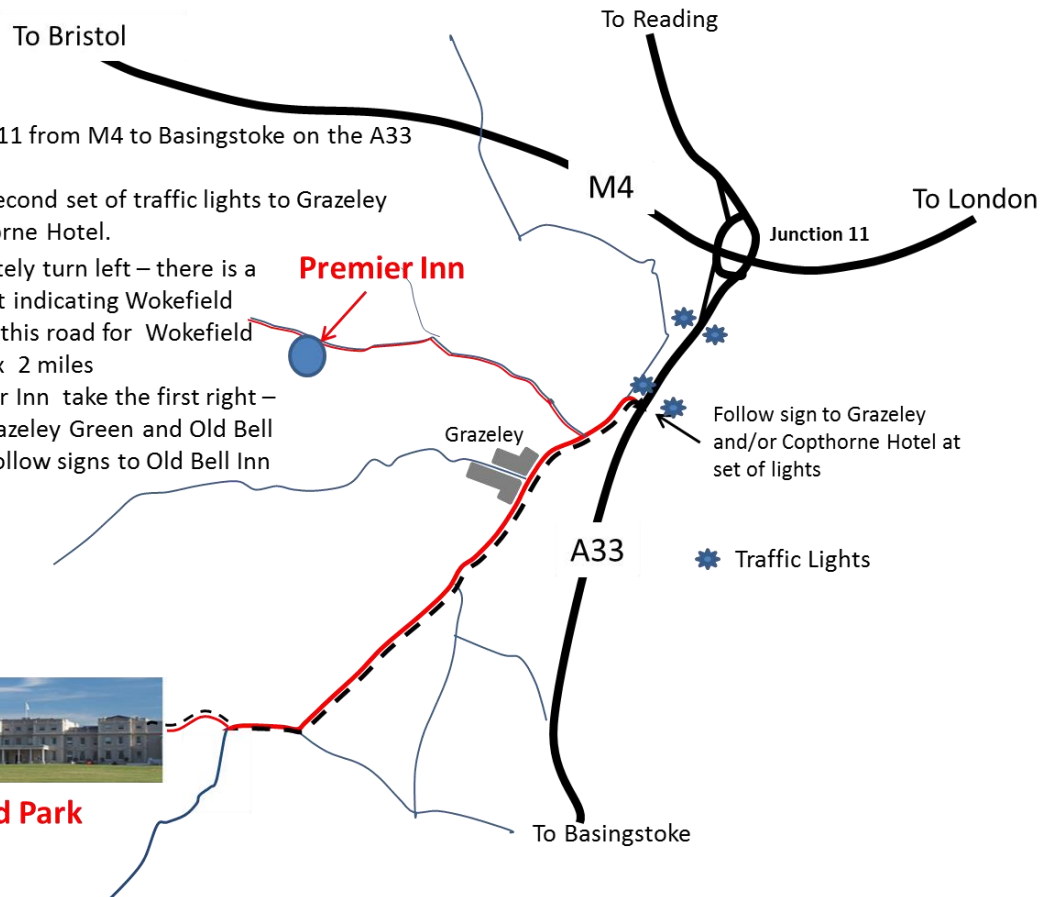 To Reading
To Bristol
11 from M4 to Basingstoke on the A33
M4
econd set of traffic lights to Grazeley
To London
orne Hotel.
Junction 11
tely turn left – there is a
Premier Inn
t indicating Wokefield
this road for Wokefield
x 2 miles
r Inn take the first right –
azeley Green and Old Bell
ollow signs to Old Bell Inn
Grazeley
Follow sign to Grazeley
and/or Copthorne Hotel at
set of lights
A33
Traffic Lights
d Park
To Basingstoke